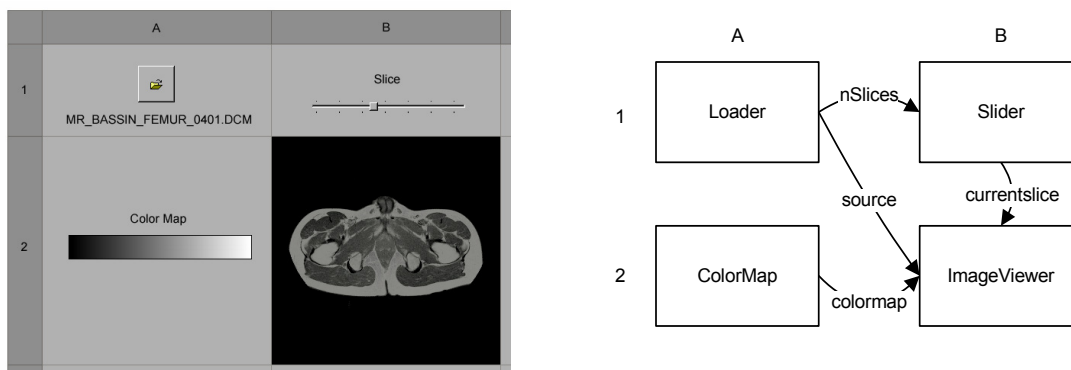 A B
1
Slice
MR_BASSIN_FEMUR_0401.DCM
2
Color Map
A B
1
Loader
nSlices
Slider
source
currentslice
2
ColorMap
colormap
ImageViewer